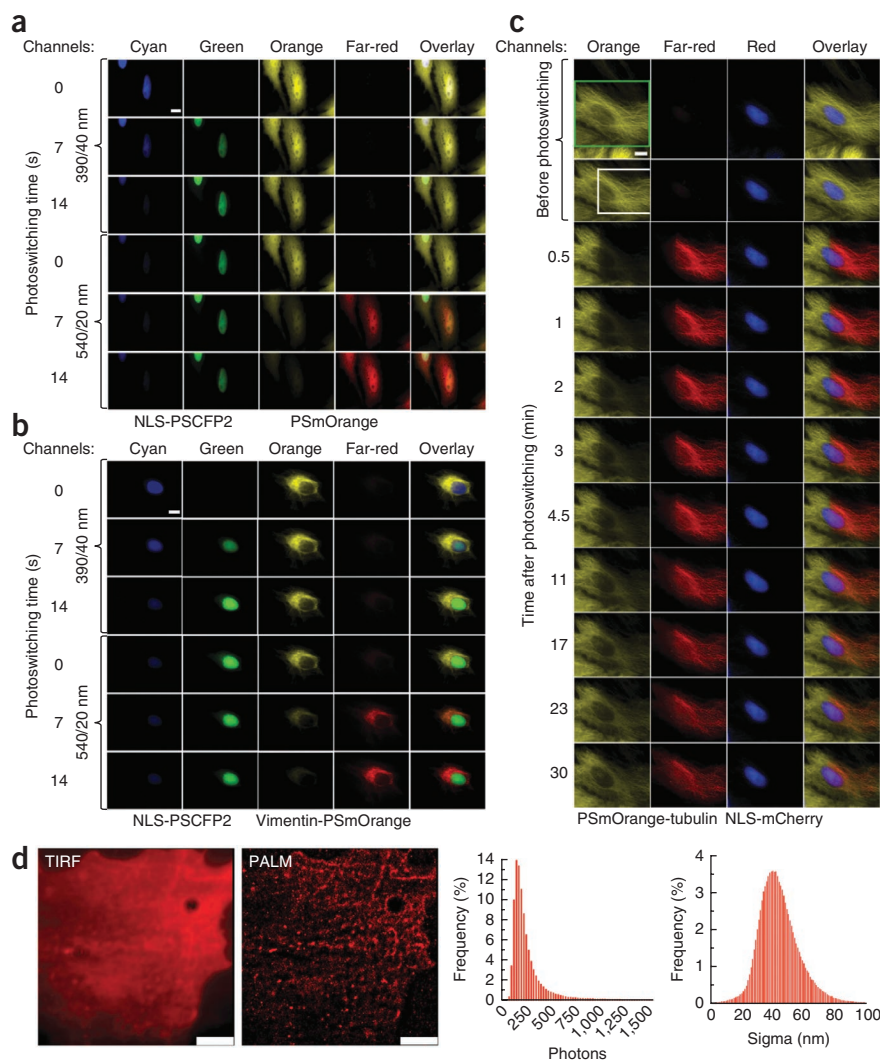 a
Channels: Cyan Green Orange Far-red Overlay
Photoswitching time (s)
390/40 nm
0
7
14
540/20 nm
0
7
14
NLS-PSCFP2 PSmOrange
b
Channels: Cyan Green Orange Far-red Overlay
Photoswitching time (s)
390/40 nm
0
7
14
540/20 nm
0
7
14
NLS-PSCFP2 Vimentin-PSmOrange
c
Channels: Orange Far-red Red Overlay
Before photoswitching
Time after photoswitching (min)
0.5
1
2
3
4.5
11
17
23
30
PSmOrange-tubulin NLS-mCherry
d
TIRF
PALM
Frequency (%)
14
12
10
8
6
4
2
0
0 250 500 750 1,000 1,250 1,500
Photons
Frequency (%)
4
3
2
1
0
0 20 40 60 80 100
Sigma (nm)